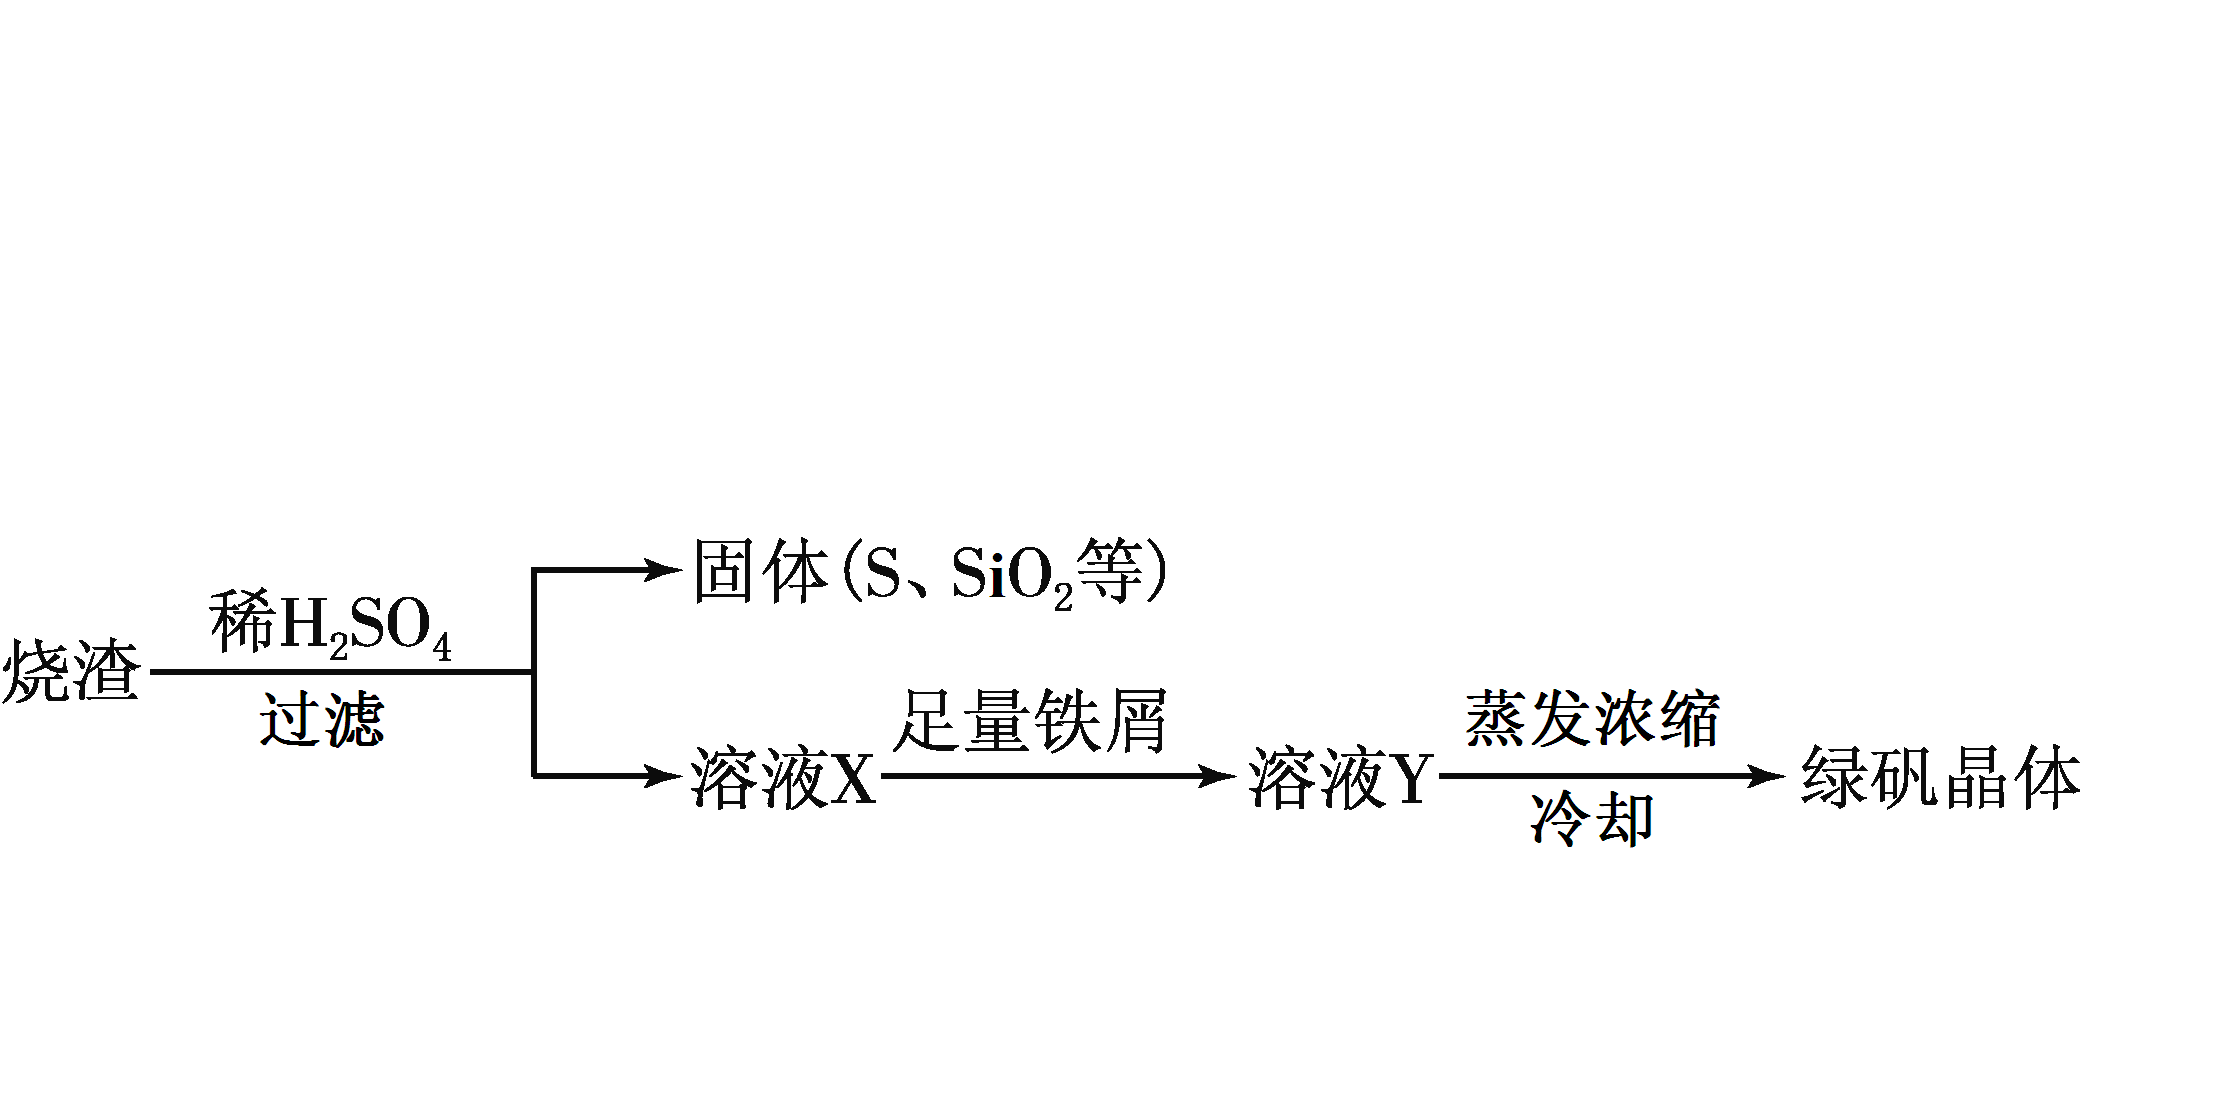 固体(S、SiO₂等)
稀H₂SO₄
烧渣
过滤
足量铁屑
蒸发浓缩
溶液X
溶液Y
绿矾晶体
冷却